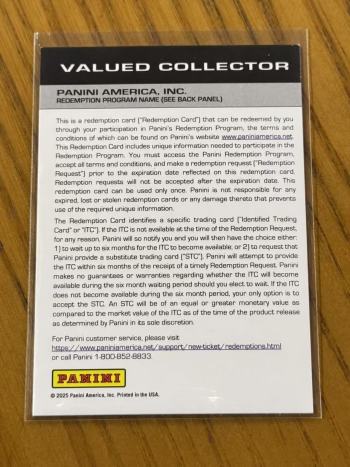 VALUED COLLECTOR
PANINI AMERICA, INC.
REDEMPTION PROGRAM NAME (SEE BACK PANEL)
This is a redemption card ("Redemption Card") that can be redeemed by you
through your participation in Panini's Redemption Program, the terms and
conditions of which can be found on Panini's website www.paniniamerica.net.
This Redemption Card includes unique information needed to participate in the
Redemption Program. You must access the Panini Redemption Program,
accept all terms and conditions, and make a redemption request ("Redemption
Request") prior to the expiration date reflected on this redemption card.
Redemption requests will not be accepted after the expiration date. This
redemption card can be used only once. Panini is not responsible for any
expired, lost or stolen redemption cards or any damage thereto that prevents
use of the required unique information.
The Redemption Card identifies a specific trading card ("Identified Trading
Card" or "ITC"). If the ITC is not available at the time of the Redemption Request,
for any reason, Panini will so notify you and you will then have the choice either:
1) to wait up to six months for the ITC to become available; or 2) to request that
Panini provide a substitute trading card ("STC"). Panini will attempt to provide
the ITC within six months of the receipt of a timely Redemption Request. Panini
makes no guarantees or warranties regarding whether the ITC will become
available during the six month waiting period should you elect to wait. If the ITC
does not become available during the six month period, your only option is to
accept the STC. An STC will be of an equal or greater monetary value as
compared to the market value of the ITC as of the time of the product release
as determined by Panini in its sole discretion.
For Panini customer service, please visit
https://www.paniniamerica.net/support/new-ticket/redemptions.html
or call Panini 1-800-852-8833.
PANINI
© 2025 Panini America, Inc. Printed in the USA.